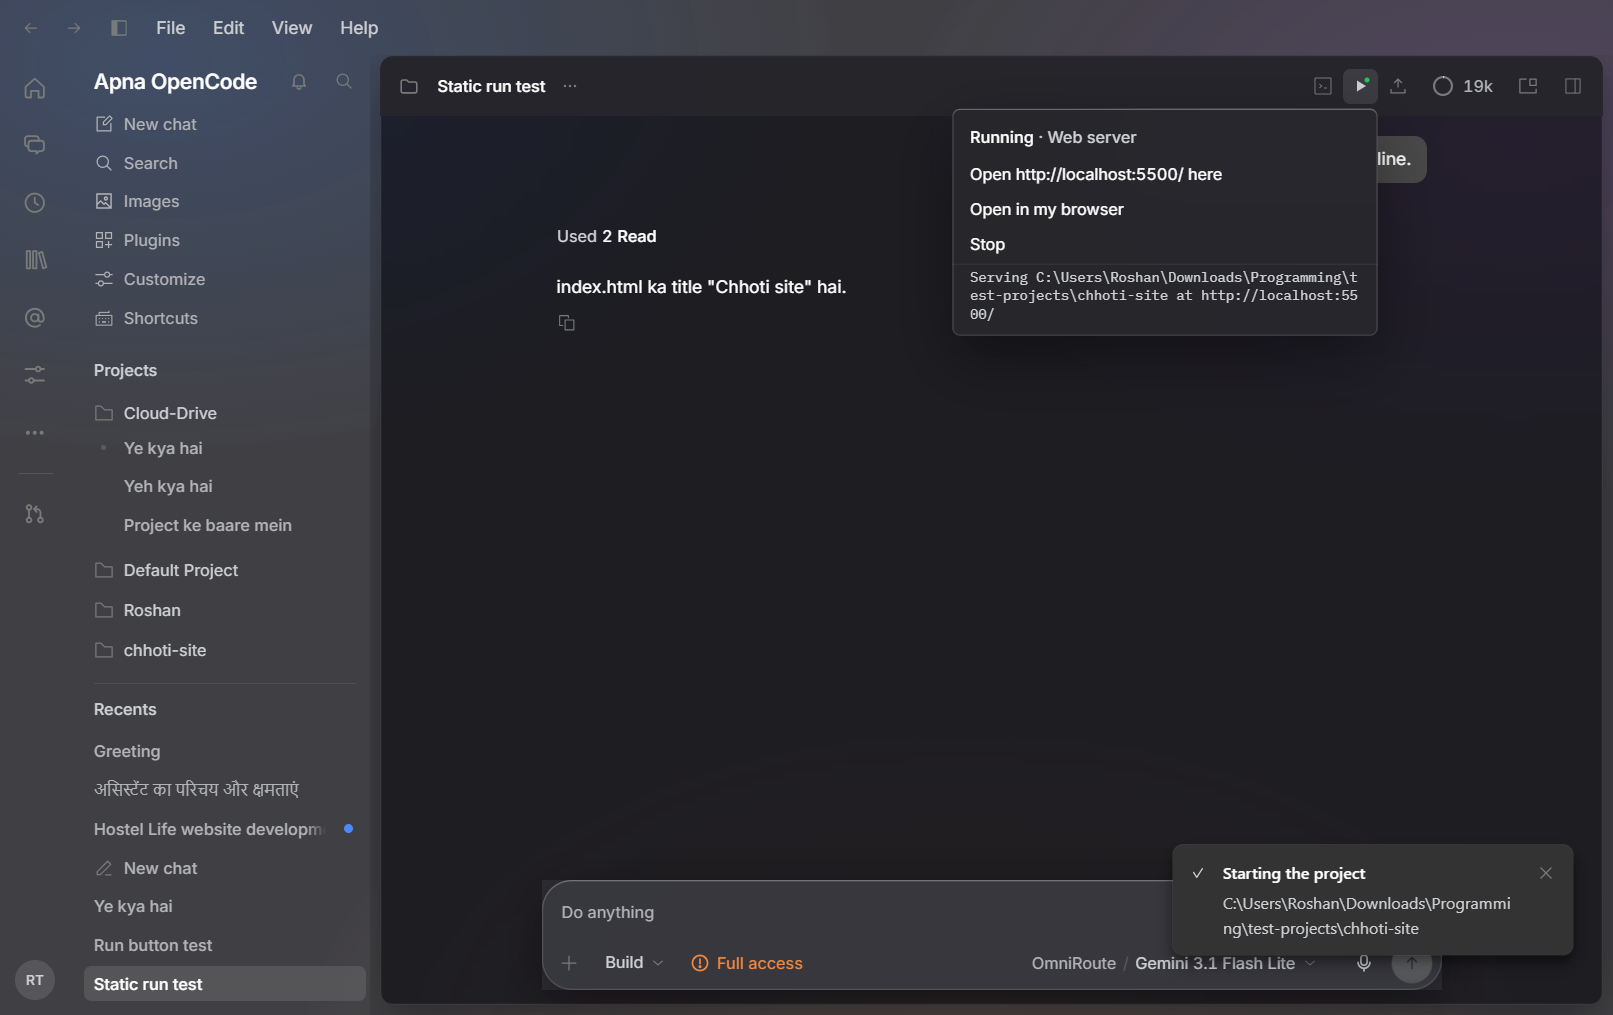 File Edit View Help
Apna OpenCode
New chat
Search
Images
Plugins
Customize
Shortcuts
Projects
Cloud-Drive
Ye kya hai
Yeh kya hai
Project ke baare mein
Default Project
Roshan
chhoti-site
Recents
Greeting
असिस्टेंट का परिचय और क्षमताएं
Hostel Life website developm
New chat
Ye kya hai
Run button test
Static run test
RT
Static run test
19k
line.
Running · Web server
Open http://localhost:5500/ here
Open in my browser
Stop
Serving C:\Users\Roshan\Downloads\Programming\t
est-projects\chhoti-site at http://localhost:55
00/
Used 2 Read
index.html ka title "Chhoti site" hai.
Starting the project
C:\Users\Roshan\Downloads\Programmi
ng\test-projects\chhoti-site
Do anything
Build Full access OmniRoute / Gemini 3.1 Flash Lite